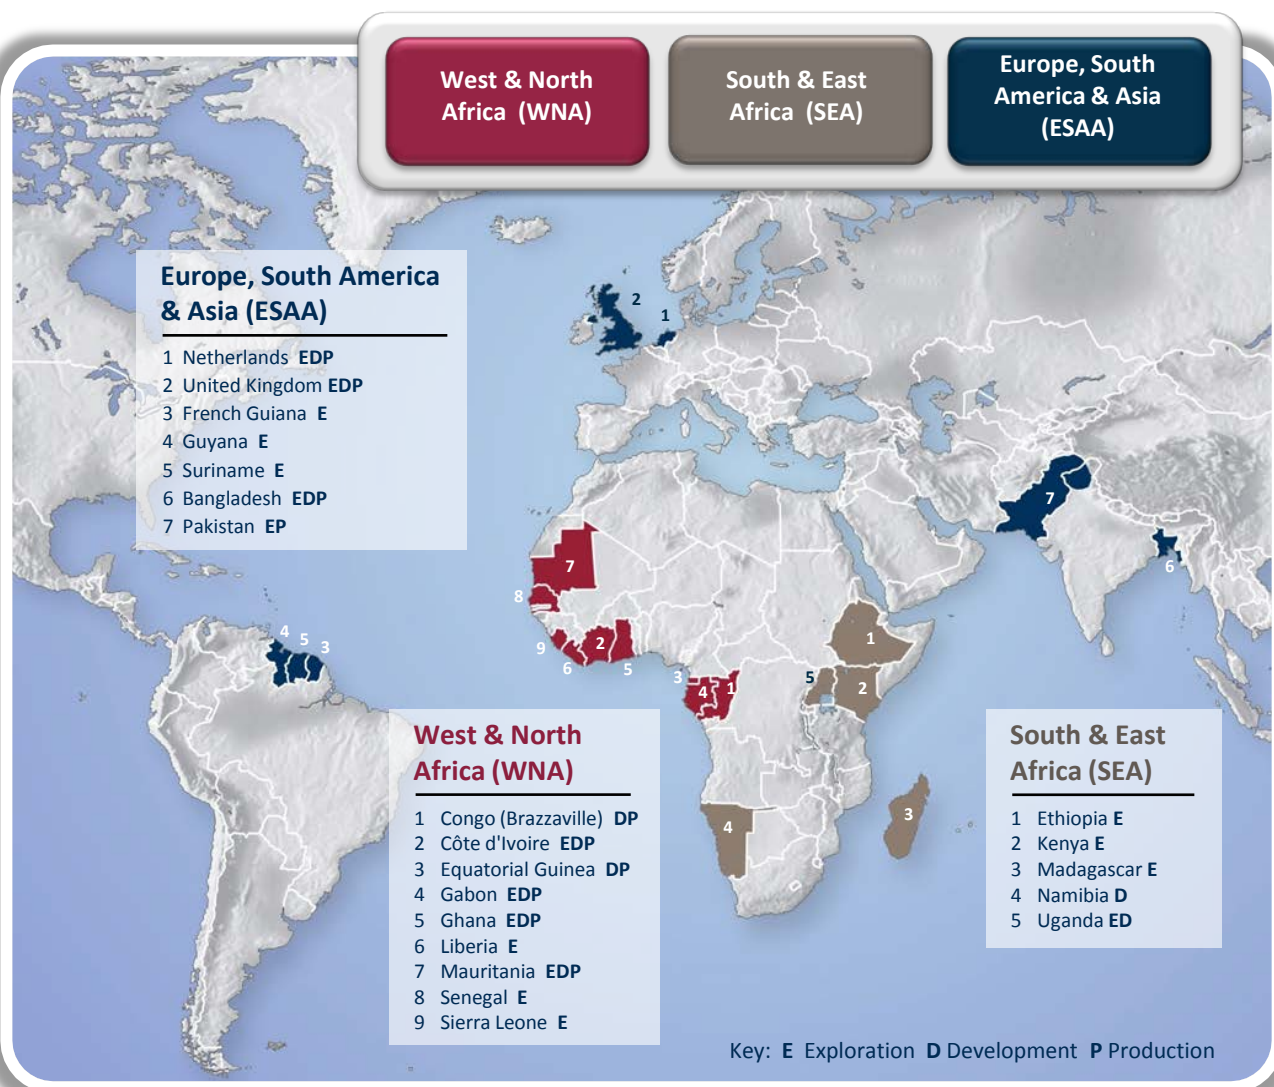 West & North
Africa (WNA)
South & East
Africa (SEA)
Europe, South
America & Asia
(ESAA)
Europe, South America
& Asia (ESAA)
1 Netherlands EDP
2 United Kingdom EDP
3 French Guiana E
4 Guyana E
5 Suriname E
6 Bangladesh EDP
7 Pakistan EP
2
1
7
6
7
8
9
6
2
5
3
4
1
4
5
3
1
5
2
3
4
West & North
Africa (WNA)
1 Congo (Brazzaville) DP
2 Côte d'Ivoire EDP
3 Equatorial Guinea DP
4 Gabon EDP
5 Ghana EDP
6 Liberia E
7 Mauritania EDP
8 Senegal E
9 Sierra Leone E
South & East
Africa (SEA)
1 Ethiopia E
2 Kenya E
3 Madagascar E
4 Namibia D
5 Uganda ED
Key: E Exploration D Development P Production